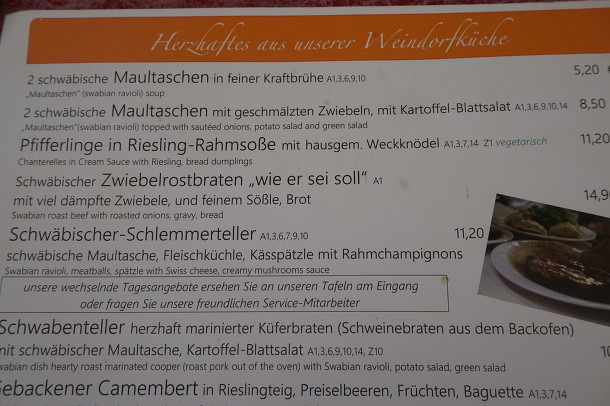 Herzhaftes aus unserer Weindorfküche
2 schwäbische Maultaschen in feiner Kraftbrühe A1,3,6,9,10 5,20 €
„Maultaschen" (swabian ravioli) soup
2 schwäbische Maultaschen mit geschmälzten Zwiebeln, mit Kartoffel-Blattsalat A1,3,6,9,10,14 8,50
„Maultaschen"(swabian ravioli) topped with sautéed onions, potato salad and green salad
Pfifferlinge in Riesling-Rahmsoße mit hausgem. Weckknödel A1,3,7,14 Z1 vegetarisch 11,20
Chanterelles in Cream Sauce with Riesling, bread dumplings
Schwäbischer Zwiebelrostbraten „wie er sei soll" A1
mit viel dämpfte Zwiebele, und feinem Sößle, Brot 14,9
Swabian roast beef with roasted onions, gravy, bread
Schwäbischer-Schlemmerteller A1,3,6,7,9,10 11,20
schwäbische Maultasche, Fleischküchle, Kässpätzle mit Rahmchampignons
Swabian ravioli, meatballs, spätzle with Swiss cheese, creamy mushrooms sauce
unsere wechselnde Tagesangebote ersehen Sie an unseren Tafeln am Eingang
oder fragen Sie unsere freundlichen Service-Mitarbeiter
Schwabenteller herzhaft marinierter Küferbraten (Schweinebraten aus dem Backofen)
mit schwäbischer Maultasche, Kartoffel-Blattsalat A1,3,6,9,10,14, Z10 10
wabian dish hearty roast marinated cooper (roast pork out of the oven) with Swabian ravioli, potato salad, green salad
Gebackener Camembert in Rieslingteig, Preiselbeeren, Früchten, Baguette A1,3,7,14